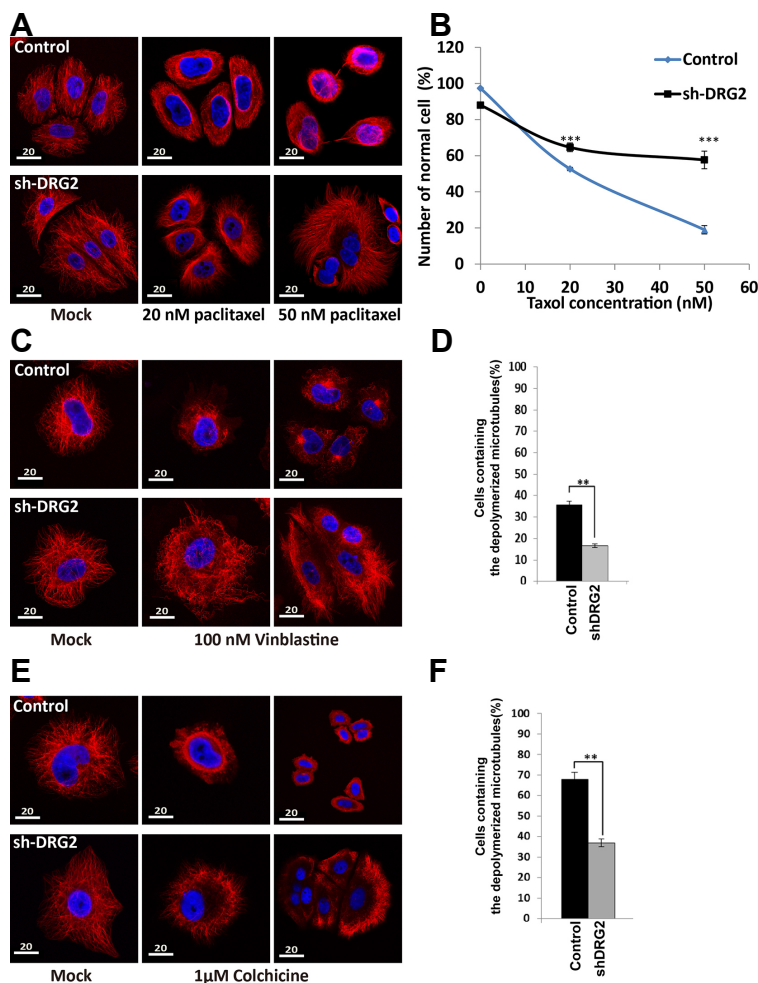 A
Control
20
20
20
sh-DRG2
20
20
20
Mock
20 nM paclitaxel
50 nM paclitaxel
B
Number of normal cell (%)
120
100
80
60
40
20
0
Control
sh-DRG2
***
***
0
10
20
30
40
50
60
Taxol concentration (nM)
C
Control
20
20
20
sh-DRG2
20
20
20
Mock
100 nM Vinblastine
D
Cells containing
the depolymerized microtubules(%)
100
90
80
70
60
50
40
30
20
10
0
**
Control
shDRG2
E
Control
20
20
20
sh-DRG2
20
20
20
Mock
1μM Colchicine
F
Cells containing
the depolymerized microtubules(%)
100
90
80
70
60
50
40
30
20
10
0
**
Control
shDRG2